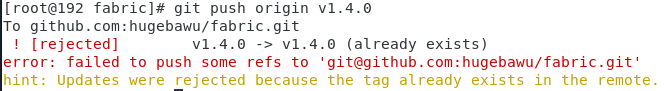 [root@192 fabric]# git push origin v1.4.0
To github.com:hugebawu/fabric.git
 ! [rejected]        v1.4.0 -> v1.4.0 (already exists)
error: failed to push some refs to 'git@github.com:hugebawu/fabric.git'
hint: Updates were rejected because the tag already exists in the remote.